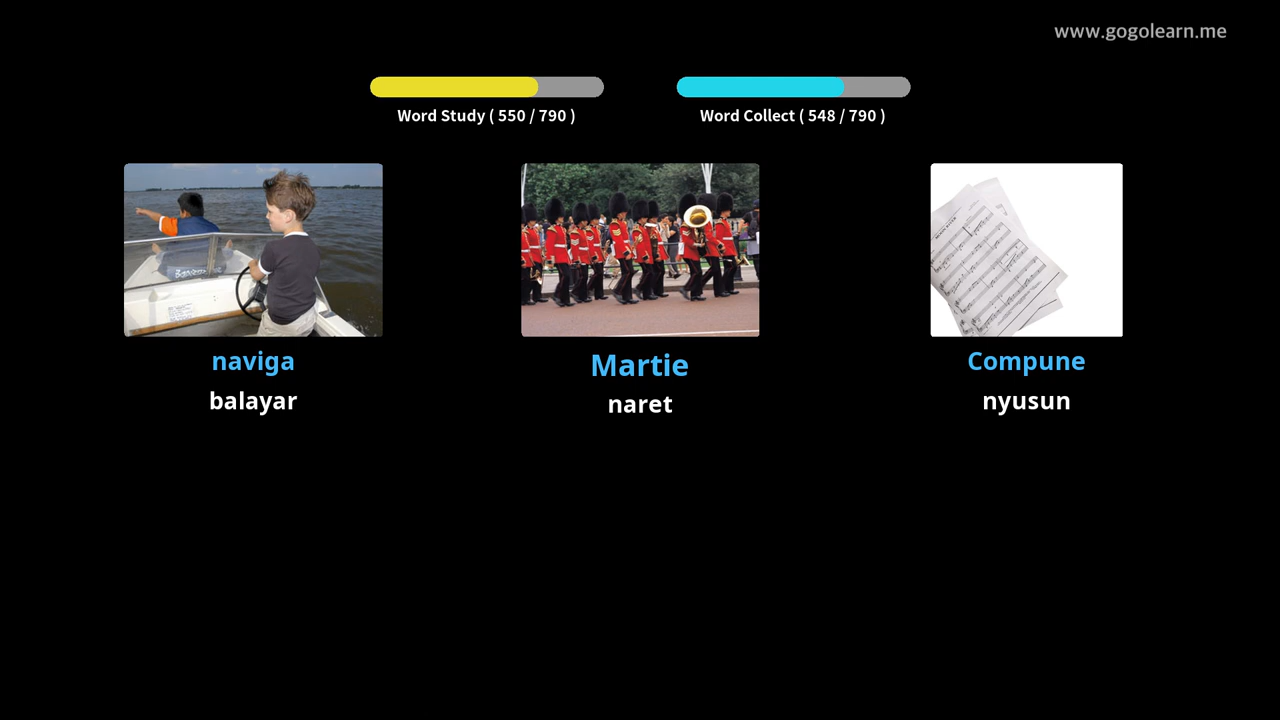 www.gogolearn.me
Word Study ( 550 / 790 )
Word Collect ( 548 / 790 )
naviga
Martie
Compune
balayar
naret
nyusun